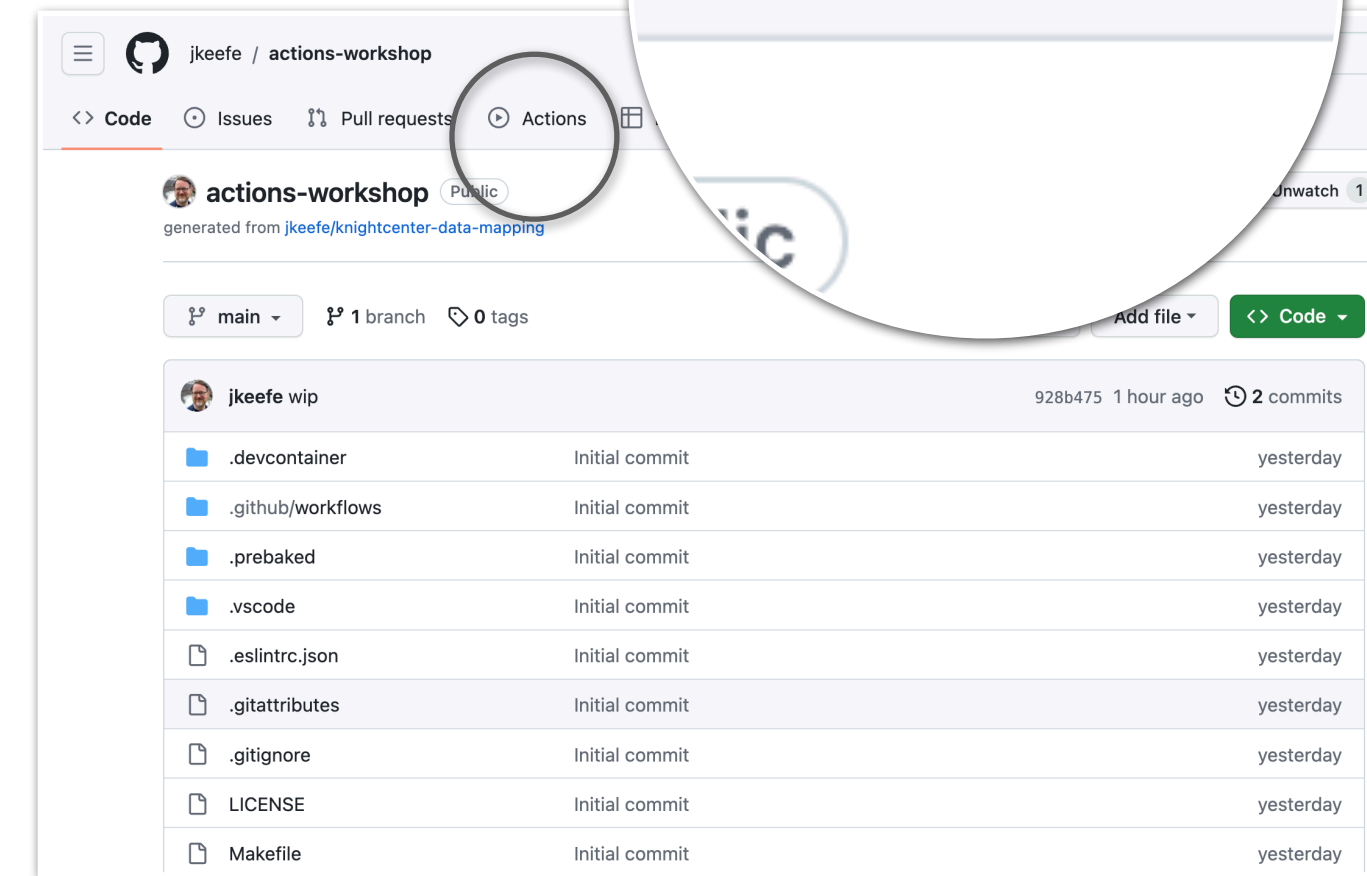 jkeefe / actions-workshop
Code Issues Pull requests Actions
actions-workshop Public
generated from jkeefe/knightcenter-data-mapping
Unwatch 1
lic
main 1 branch 0 tags Add file Code
jkeefe wip 928b475 1 hour ago 2 commits
.devcontainer Initial commit yesterday
.github/workflows Initial commit yesterday
.prebaked Initial commit yesterday
.vscode Initial commit yesterday
.eslintrc.json Initial commit yesterday
.gitattributes Initial commit yesterday
.gitignore Initial commit yesterday
LICENSE Initial commit yesterday
Makefile Initial commit yesterday